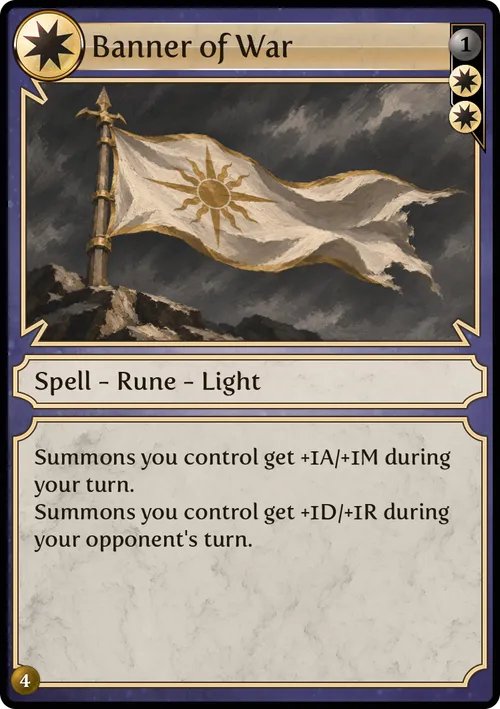 Banner of War
1
Spell - Rune - Light
Summons you control get +1A/+1M during
your turn.
Summons you control get +1D/+1R during
your opponent's turn.
4